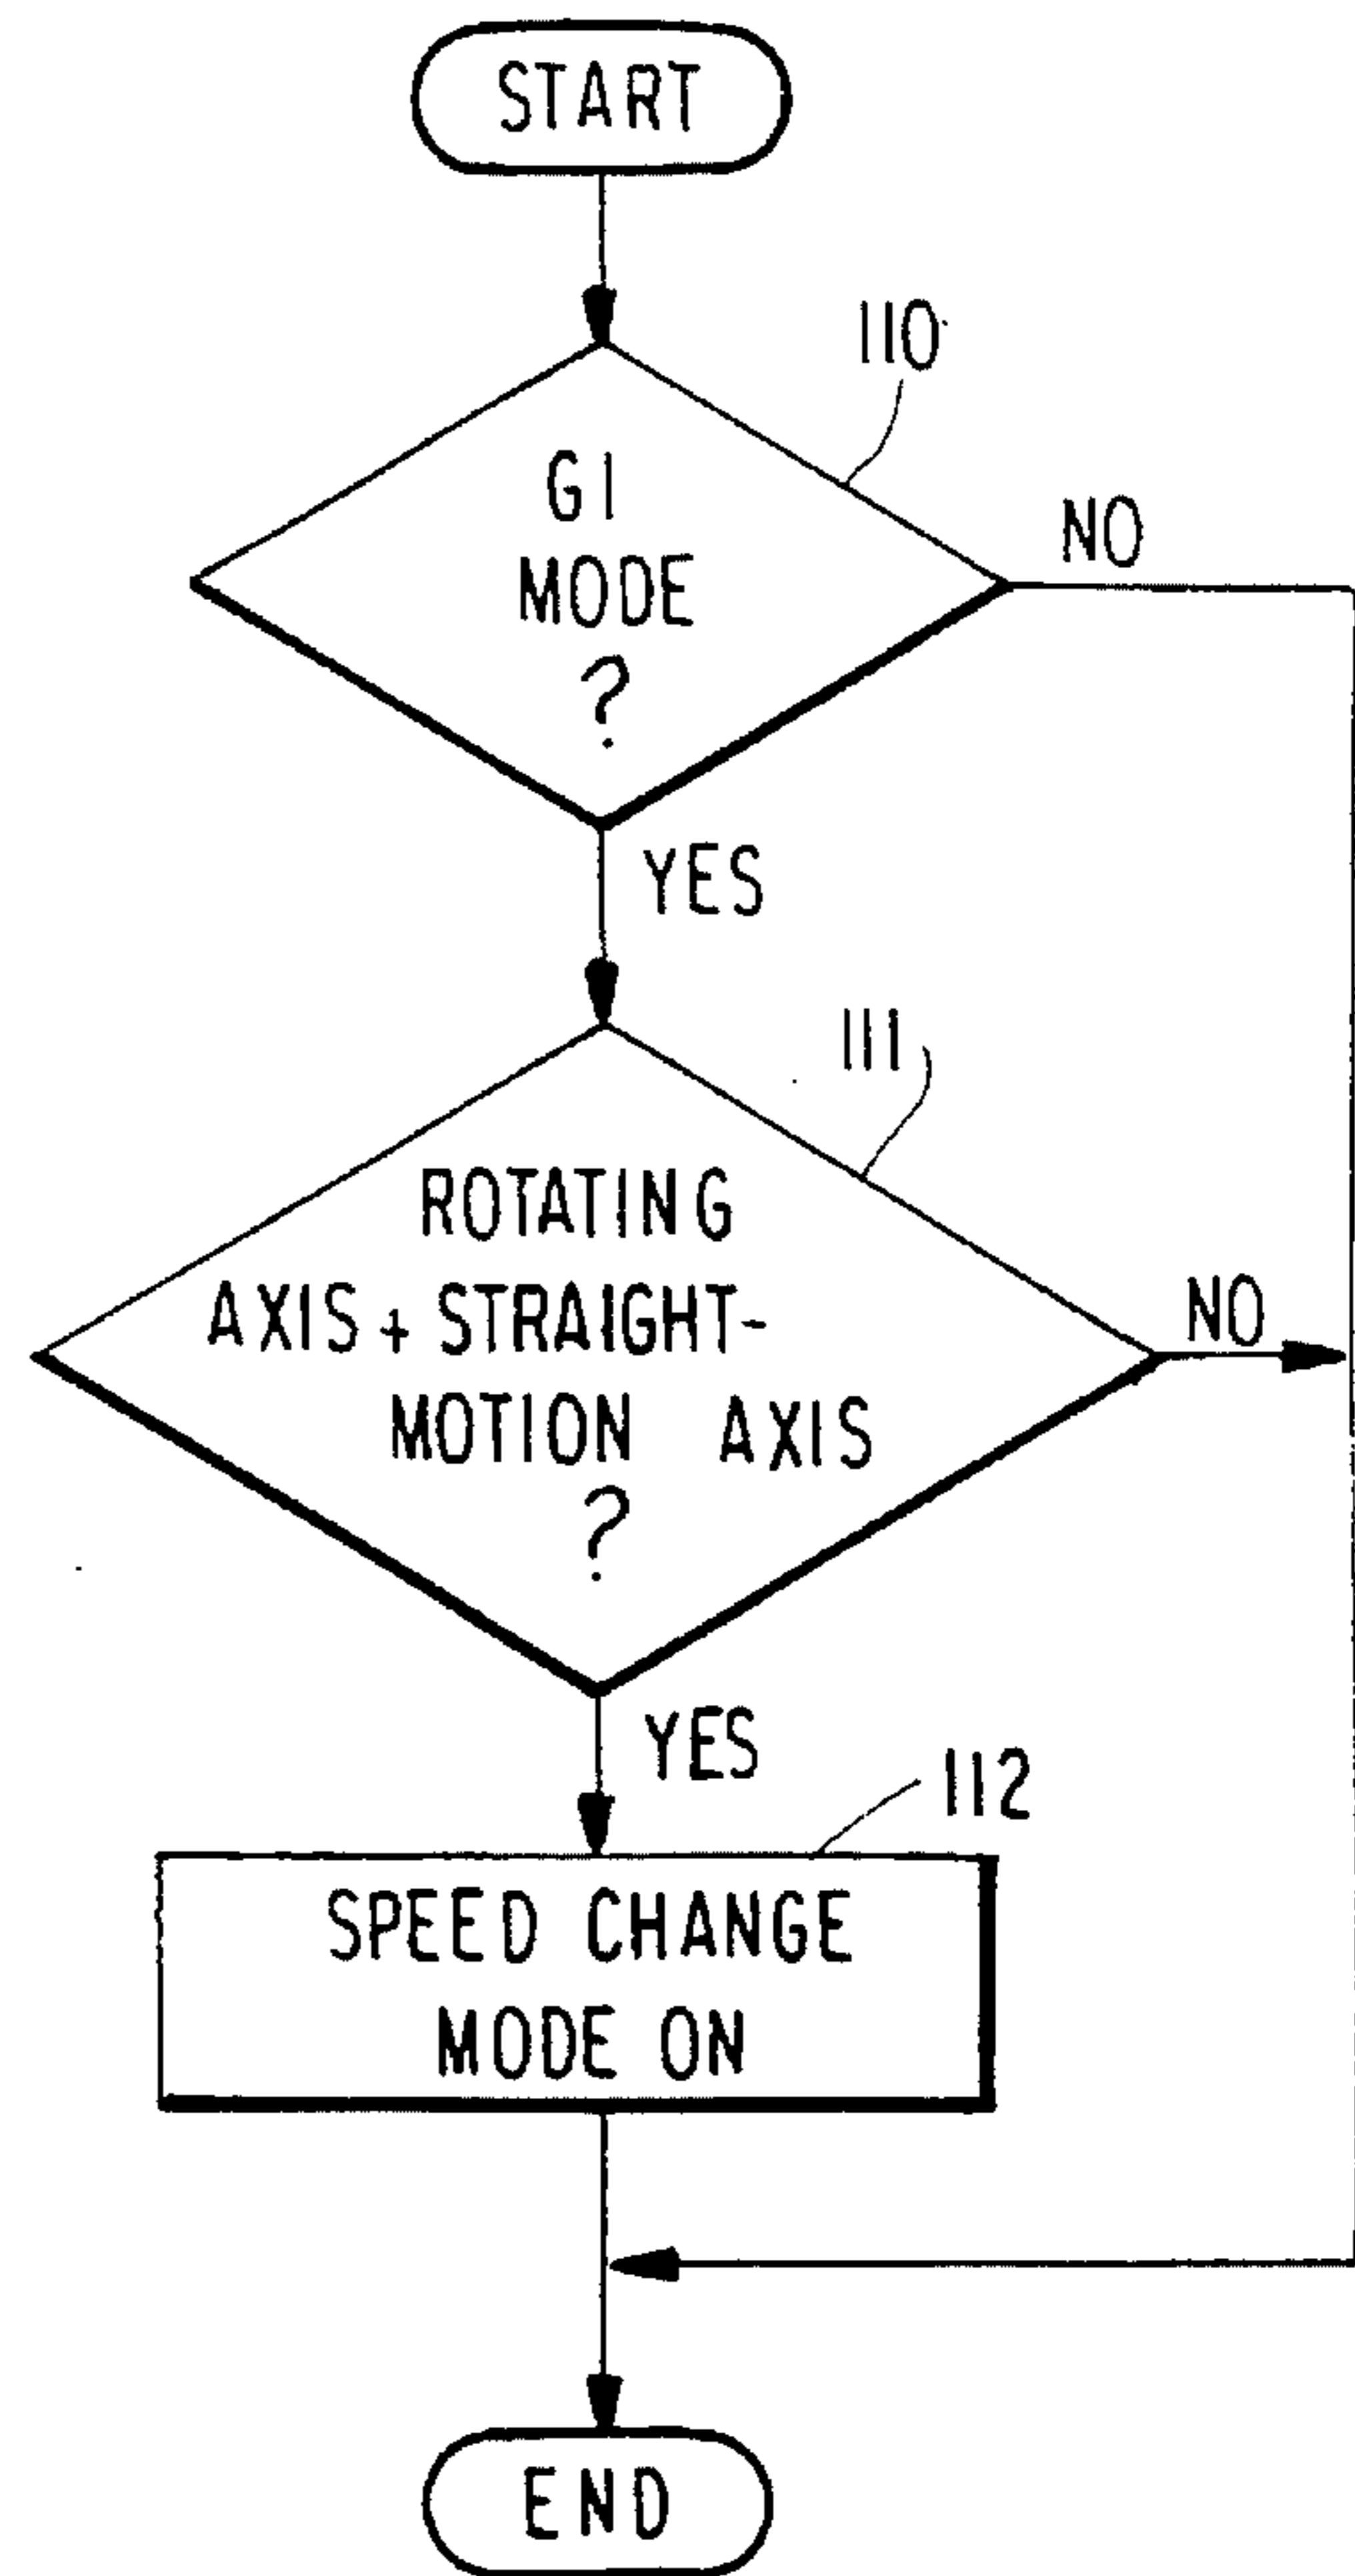 START
110
G1
MODE
?
NO
YES
111
ROTATING
AXIS + STRAIGHT-
MOTION AXIS
?
NO
YES
112
SPEED CHANGE
MODE ON
END